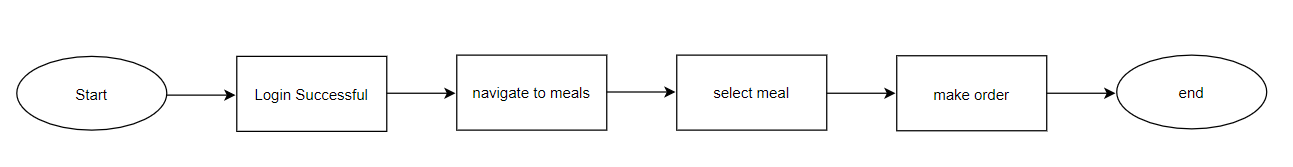 Start
Login Successful
navigate to meals
select meal
make order
end